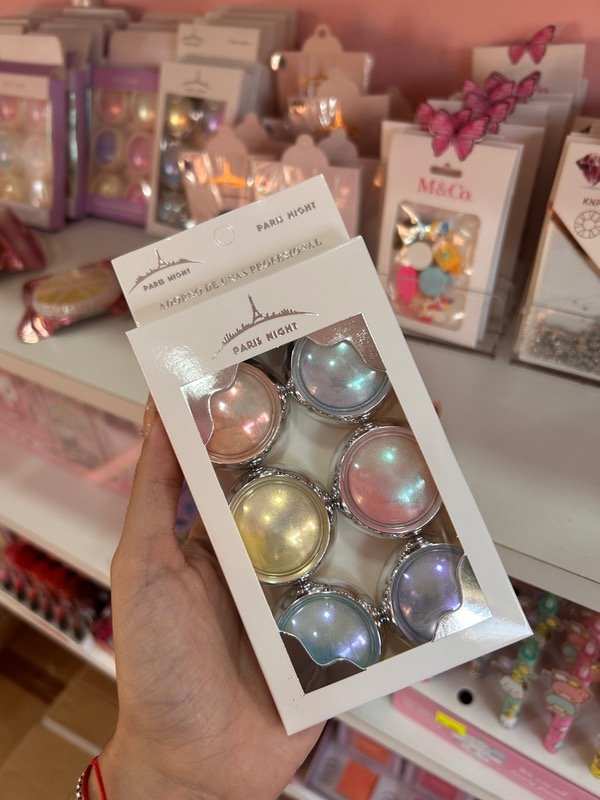 PARIS NIGHT
PARIS NIGHT
ADORNO DE UÑAS PROFESIONAL
PARIS NIGHT
M&Co.